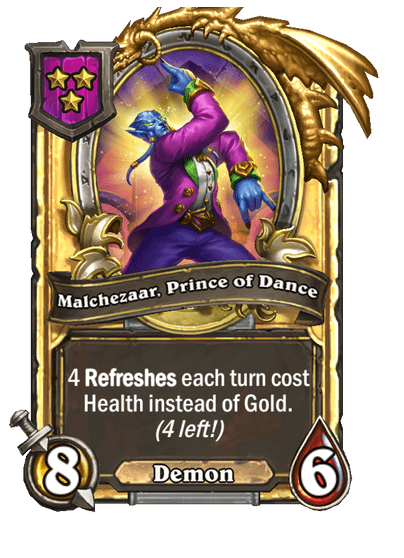 Malchezaar, Prince of Dance
4 Refreshes each turn cost
Health instead of Gold.
(4 left!)
8
Demon
6